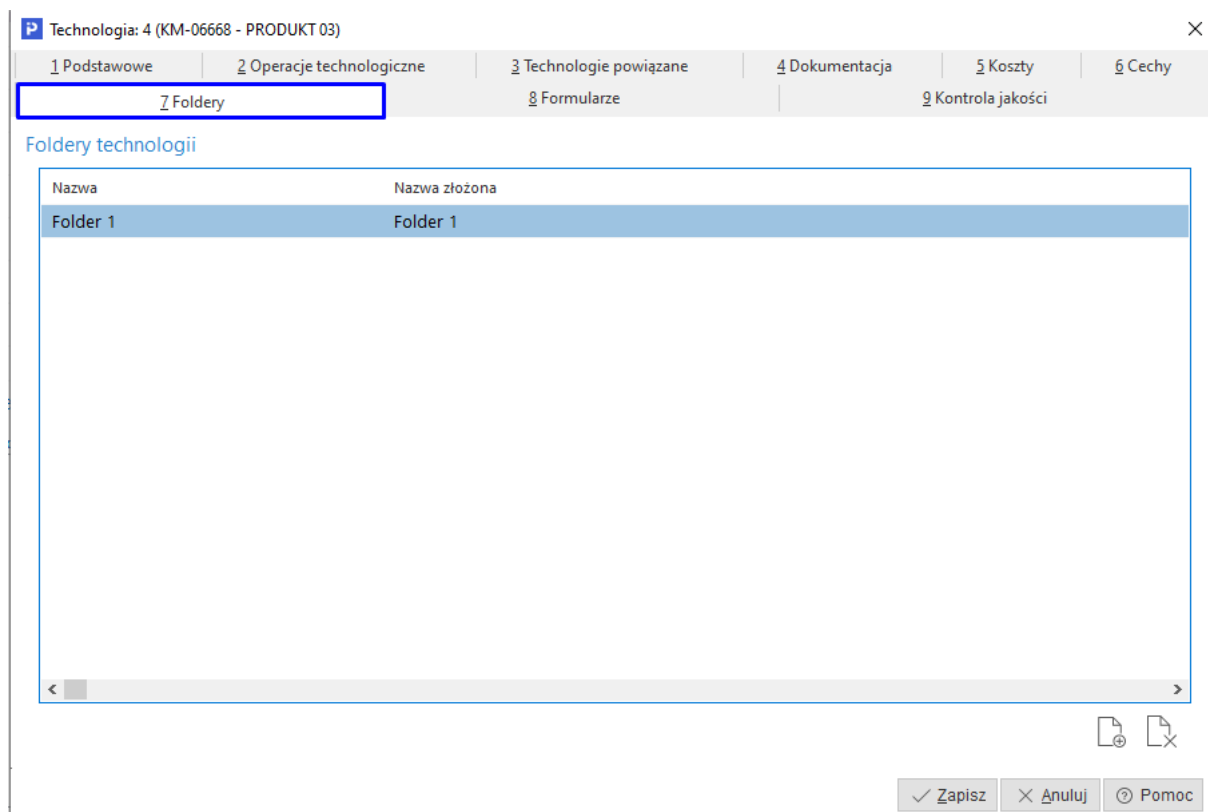 Technologia: 4 (KM-06668 - PRODUKT 03)
1 Podstawowe 2 Operacje technologiczne 3 Technologie powiązane 4 Dokumentacja 5 Koszty 6 Cechy
7 Foldery 8 Formularze 9 Kontrola jakości
Foldery technologii
Nazwa Nazwa złożona
Folder 1 Folder 1
Zapisz Anuluj Pomoc